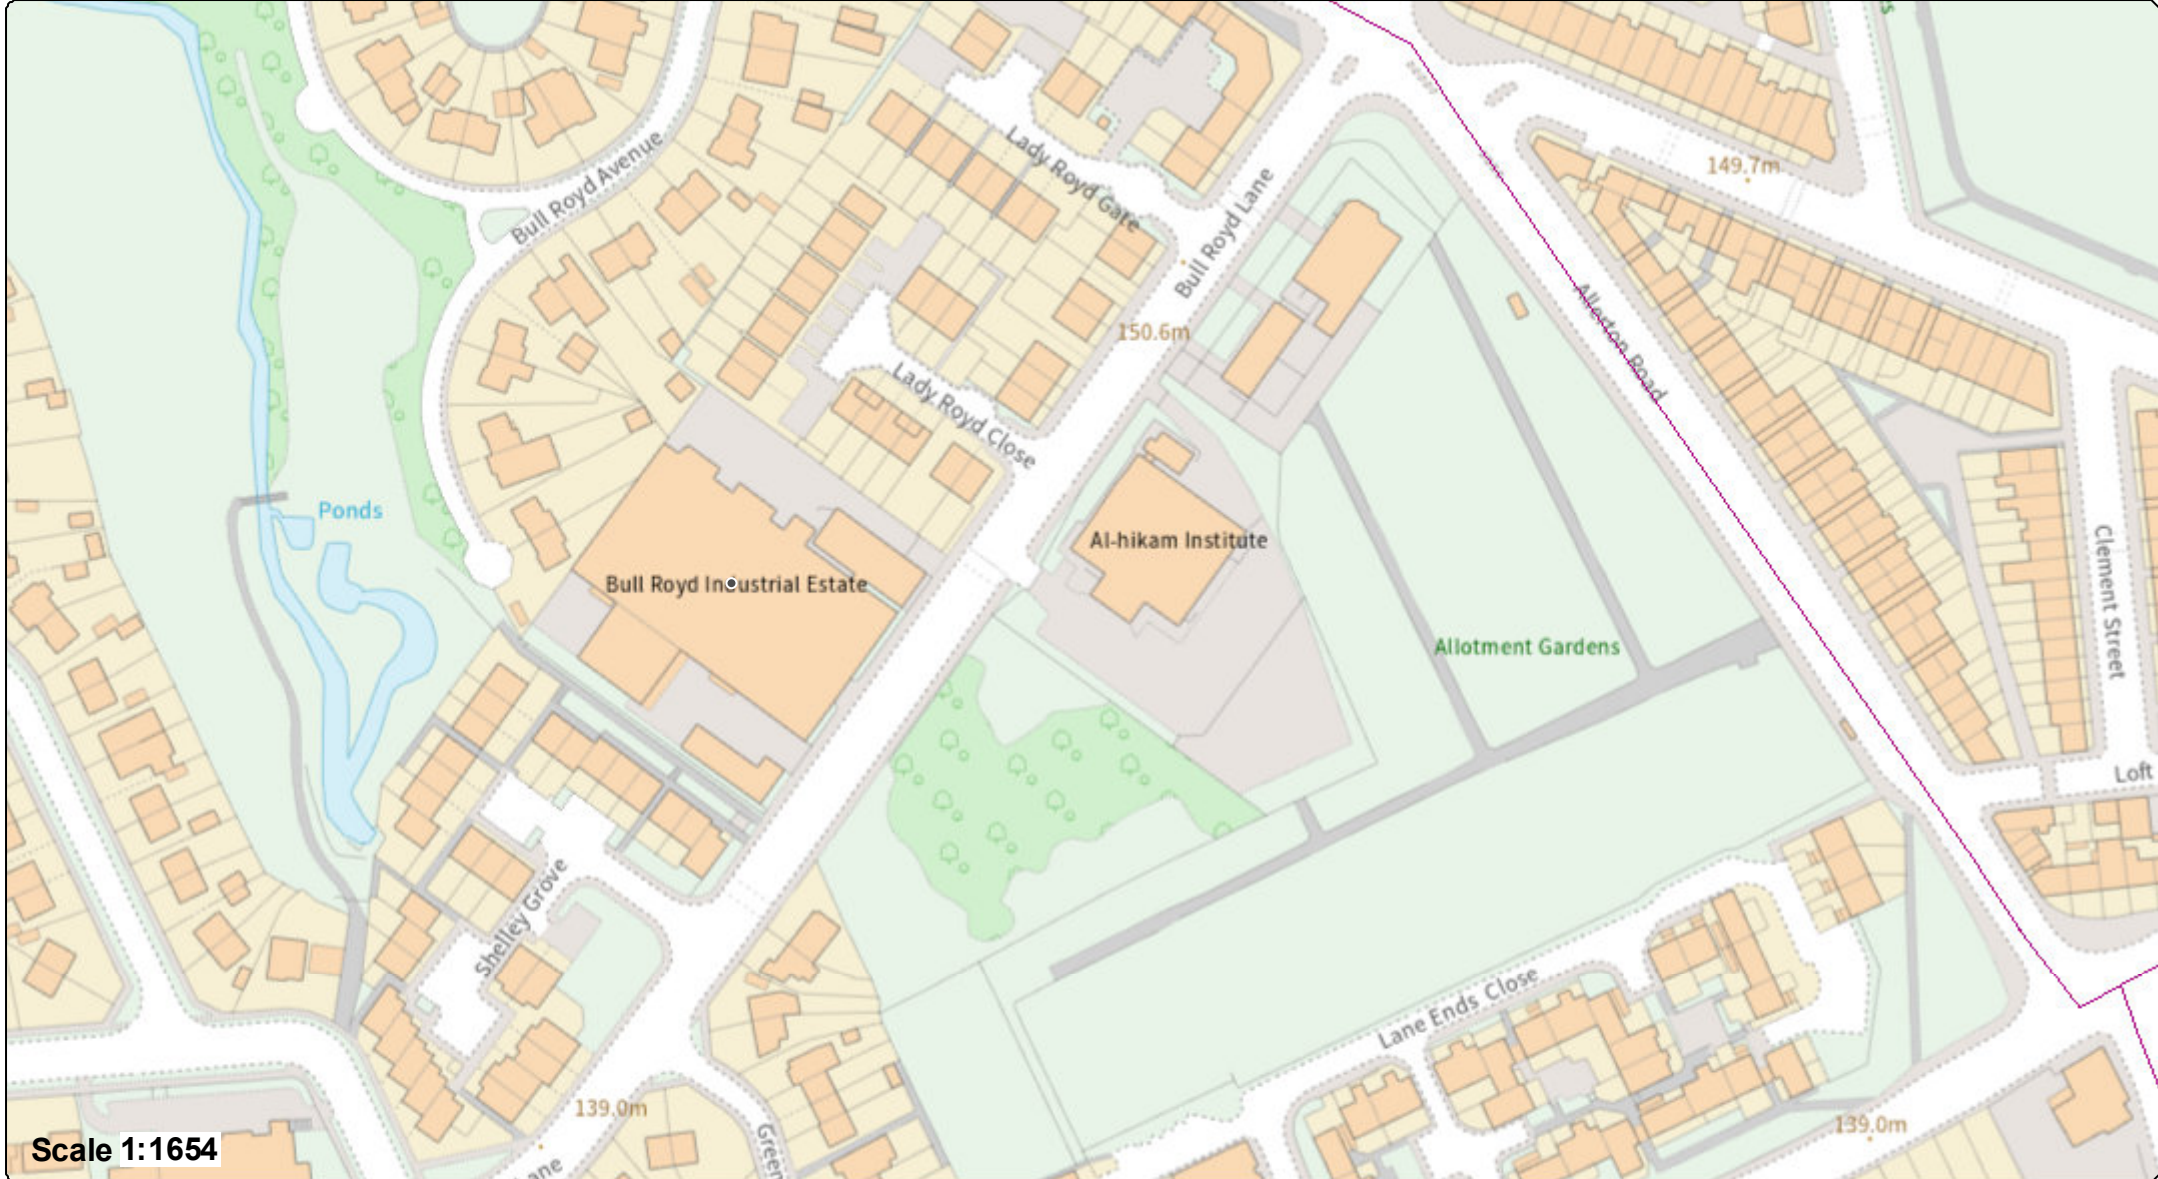 149.7m
Bull Royd Avenue
Lady Royd Gate
Bull Royd Lane
150.6m
Allerton Road
Lady Royd Close
Ponds
Al-hikam Institute
Bull Royd Industrial Estate
Clement Street
Allotment Gardens
Loft
Shelley Grove
Lane Ends Close
139.0m
139.0m
Green
Scale 1:1654
ane